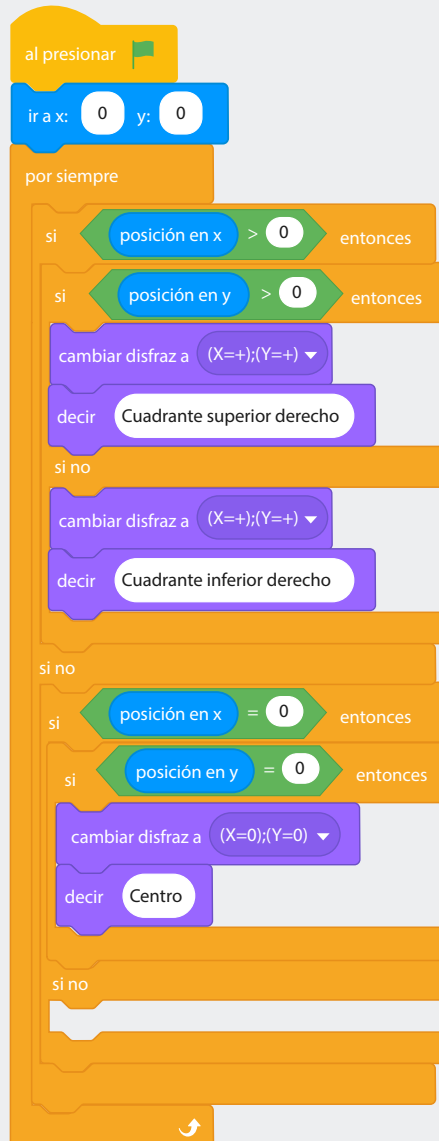 al presionar
ir a x: 0 y: 0
por siempre
si posición en x > 0 entonces
si posición en y > 0 entonces
cambiar disfraz a (X=+);(Y=+)
decir Cuadrante superior derecho
si no
cambiar disfraz a (X=+);(Y=+)
decir Cuadrante inferior derecho
si no
si posición en x = 0 entonces
si posición en y = 0 entonces
cambiar disfraz a (X=0);(Y=0)
decir Centro
si no